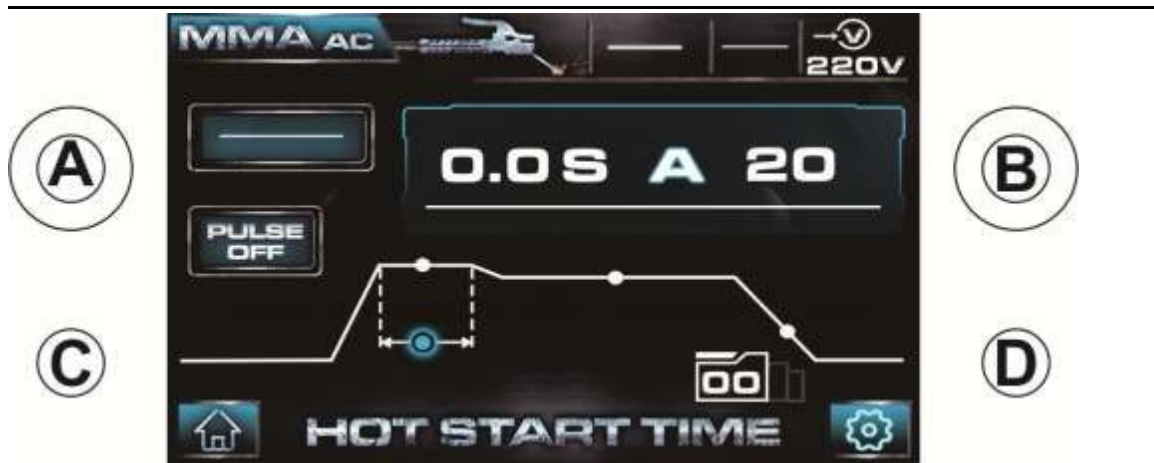 MMA AC
220V
A
0.0S A 20
B
PULSE
OFF
C
00
D
HOT START TIME